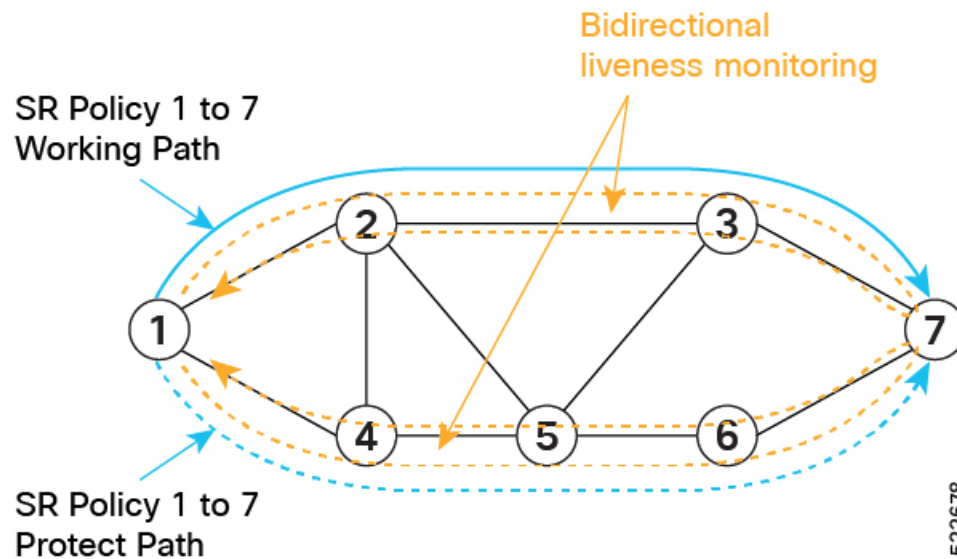 Bidirectional
liveness monitoring
SR Policy 1 to 7
Working Path
2
3
1
7
4
5
6
SR Policy 1 to 7
Protect Path
522678